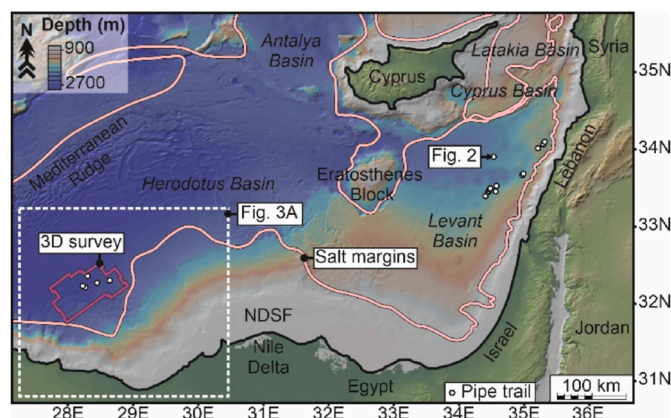 N
Depth (m)
900
2700
Antalya
Basin
Latakia Basin
Syria
Cyprus
Cyprus Basin
35N
Mediterranean
Ridge
Herodotus Basin
Eratosthenes
Block
Fig. 2
34N
Lebanon
Fig. 3A
3D survey
Levant
Basin
33N
Salt margins
NDSF
32N
Nile
Delta
Israel
Jordan
Egypt
Pipe trail
100 km
31N
28E
29E
30E
31E
32E
33E
34E
35E
36E